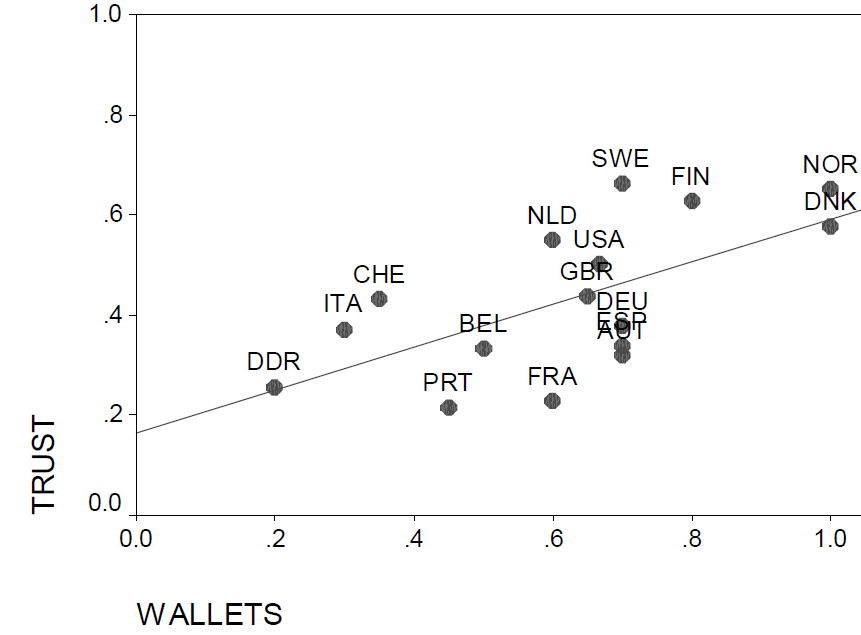 1.0
.8
.6
.4
.2
0.0
TRUST
SWE
FIN
NOR
DNK
NLD
USA
GBR
CHE
ITA
DEU
ESP
AUT
BEL
DDR
PRT
FRA
0.0 .2 .4 .6 .8 1.0
WALLETS